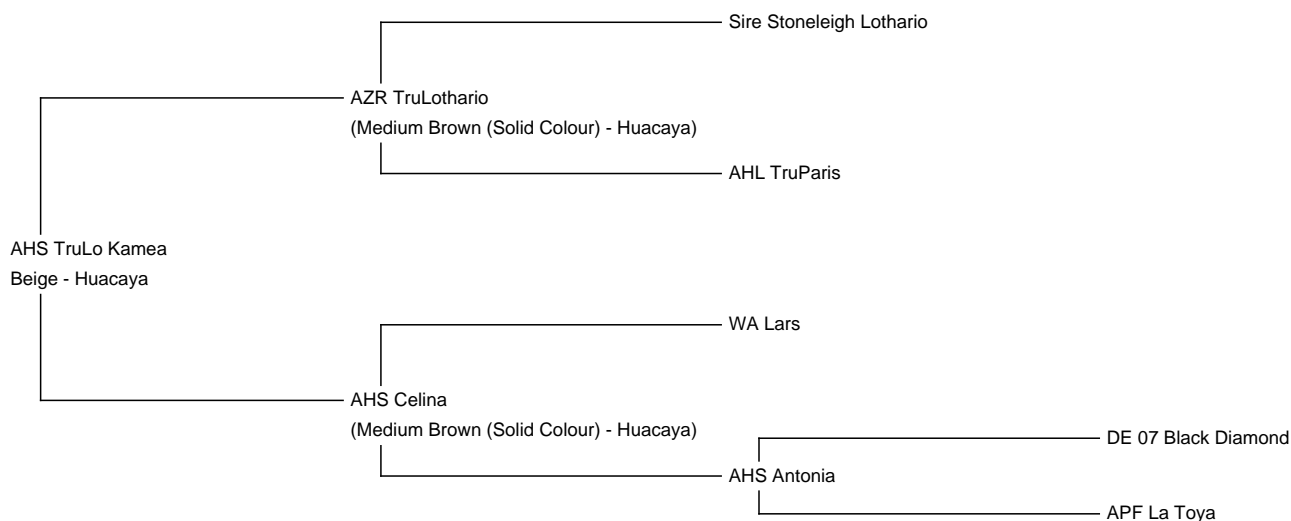 Sire Stoneleigh Lothario
AZR TruLothario
(Medium Brown (Solid Colour) - Huacaya)
AHL TruParis
AHS TruLo Kamea
Beige - Huacaya
WA Lars
AHS Celina
(Medium Brown (Solid Colour) - Huacaya)
DE 07 Black Diamond
AHS Antonia
APF La Toya